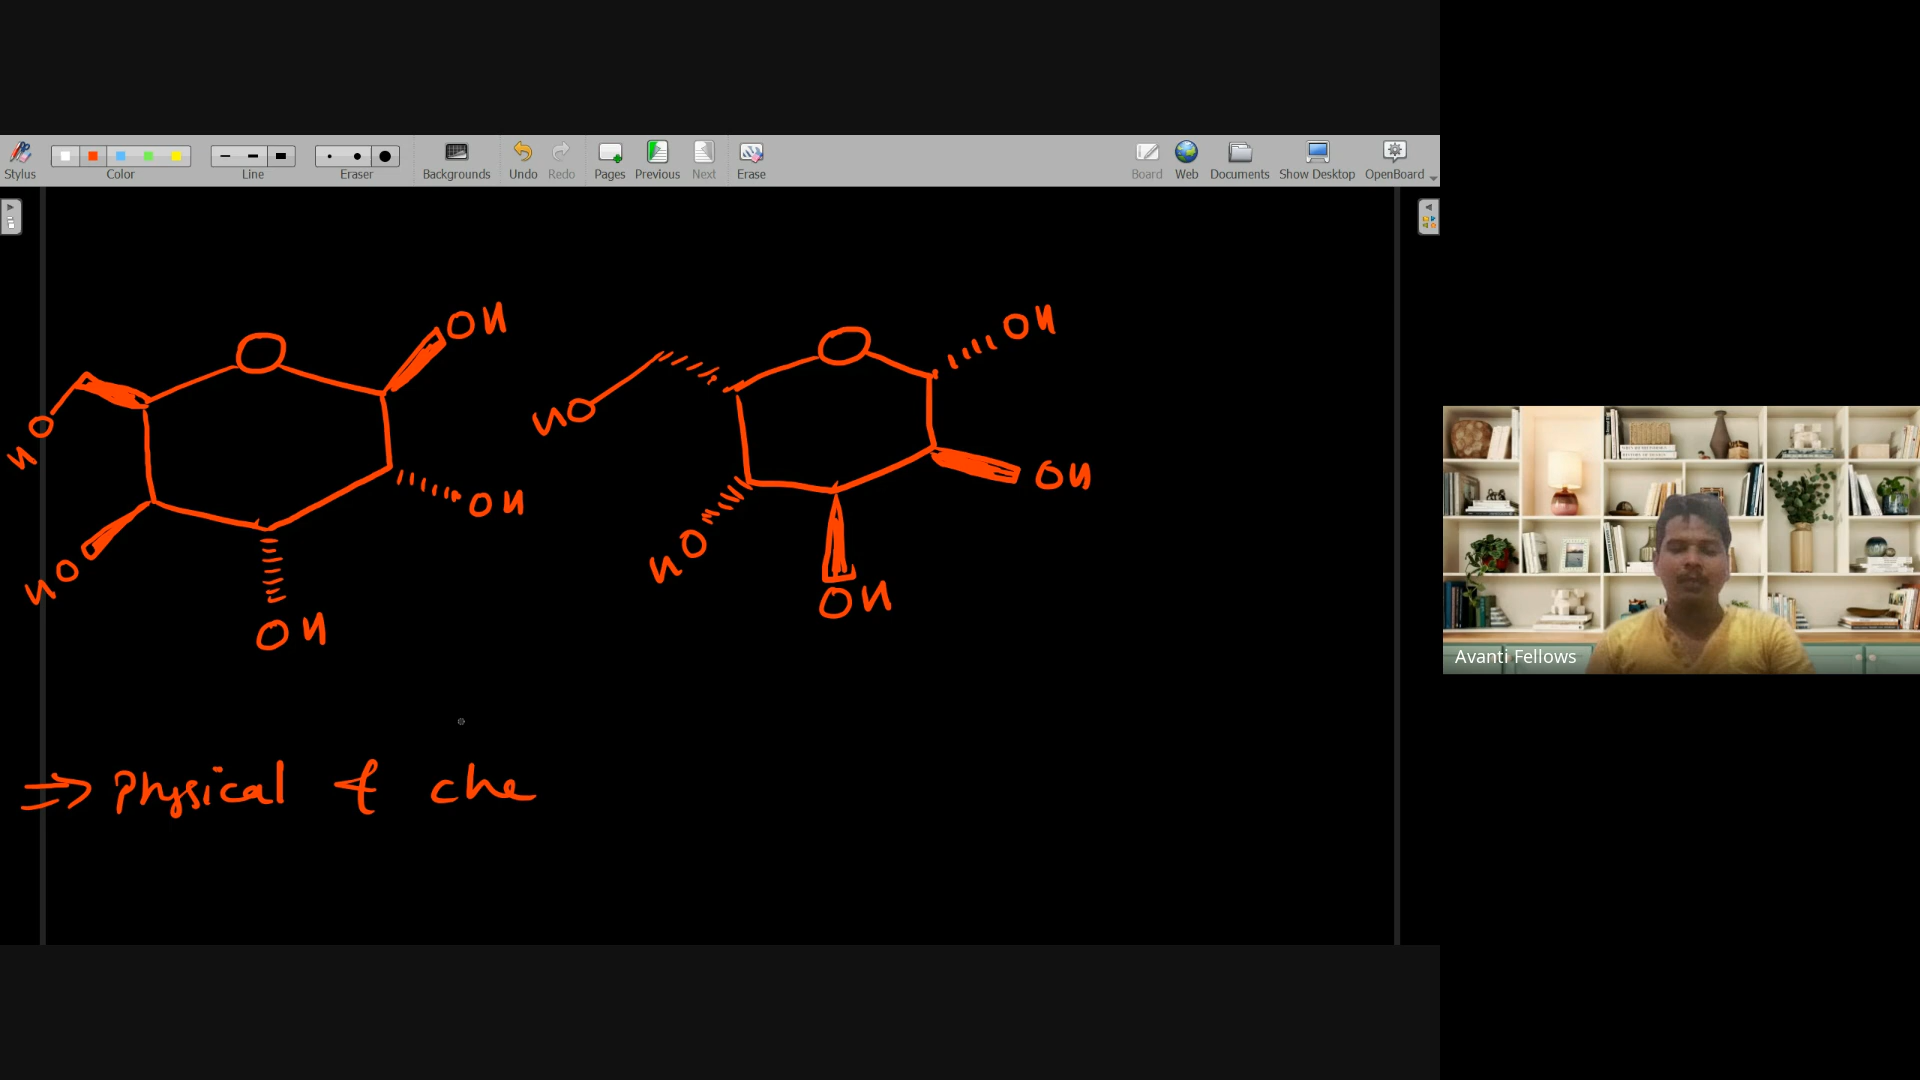 Stylus Color Line Eraser Backgrounds Undo Redo Pages Previous Next Erase Board Web Documents Show Desktop OpenBoard
O OH O OH
HO HO
OH OH
HO HO
OH OH
⇒ Physical & che
Avanti Fellows